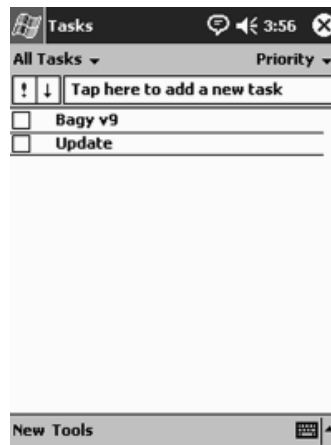 Tasks 3:56
All Tasks Priority
! ↓ Tap here to add a new task
Bagy v9
Update
New Tools